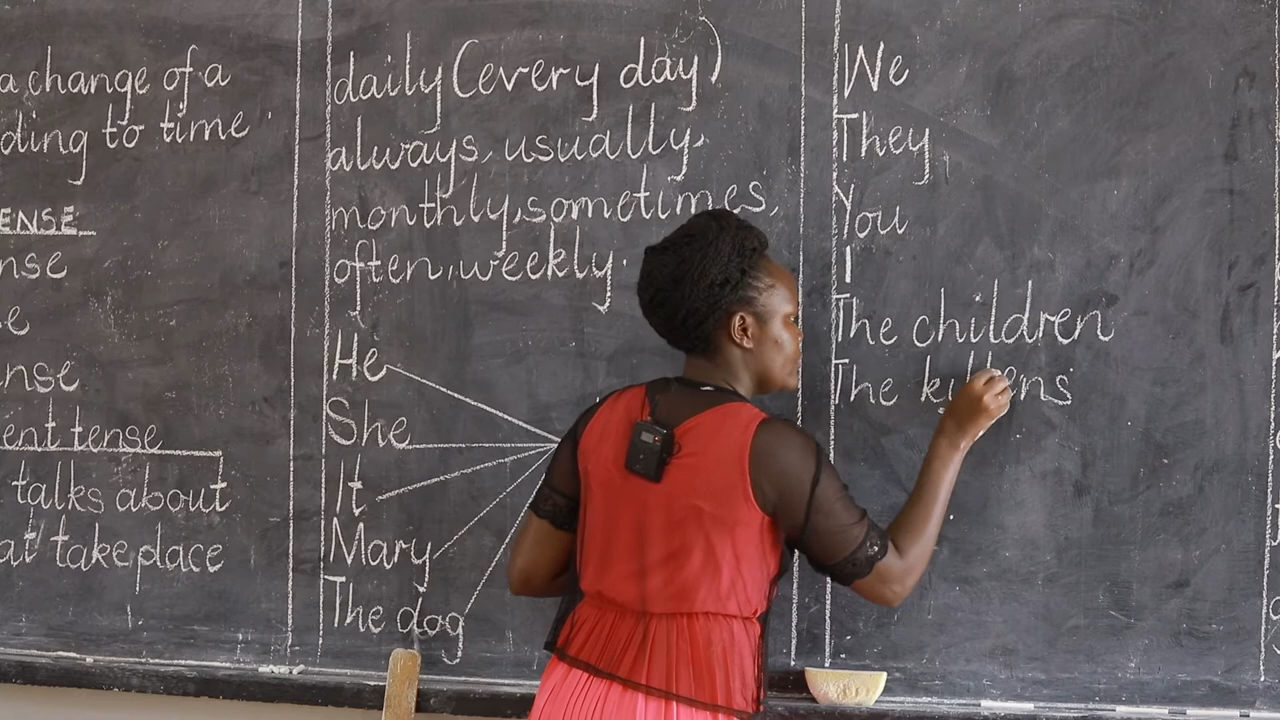 a change of a
ding to time.
ENSE
nse
se
nse
ent tense
talks about
at take place
daily (every day)
always, usually,
monthly, sometimes,
often, weekly.
He
She
It
Mary
The dog
We
They
You
I
The children
The